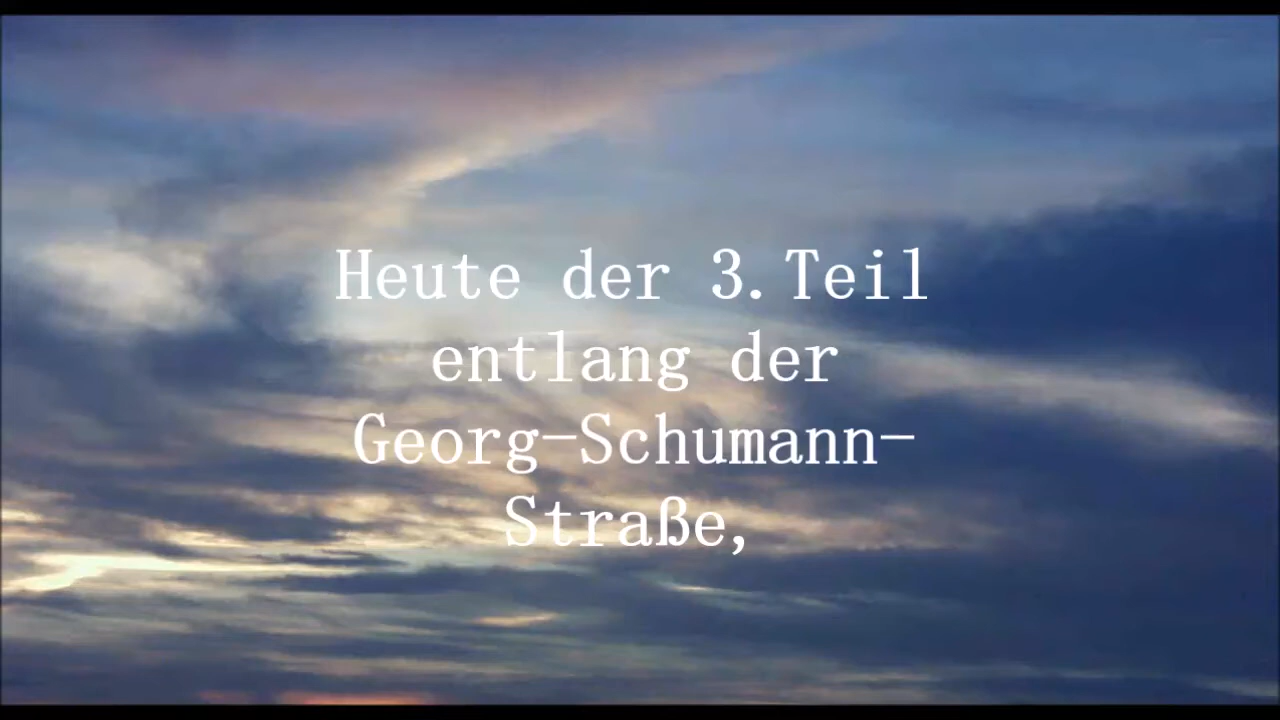 Heute der 3.Teil
entlang der
Georg-Schumann-
Straße,